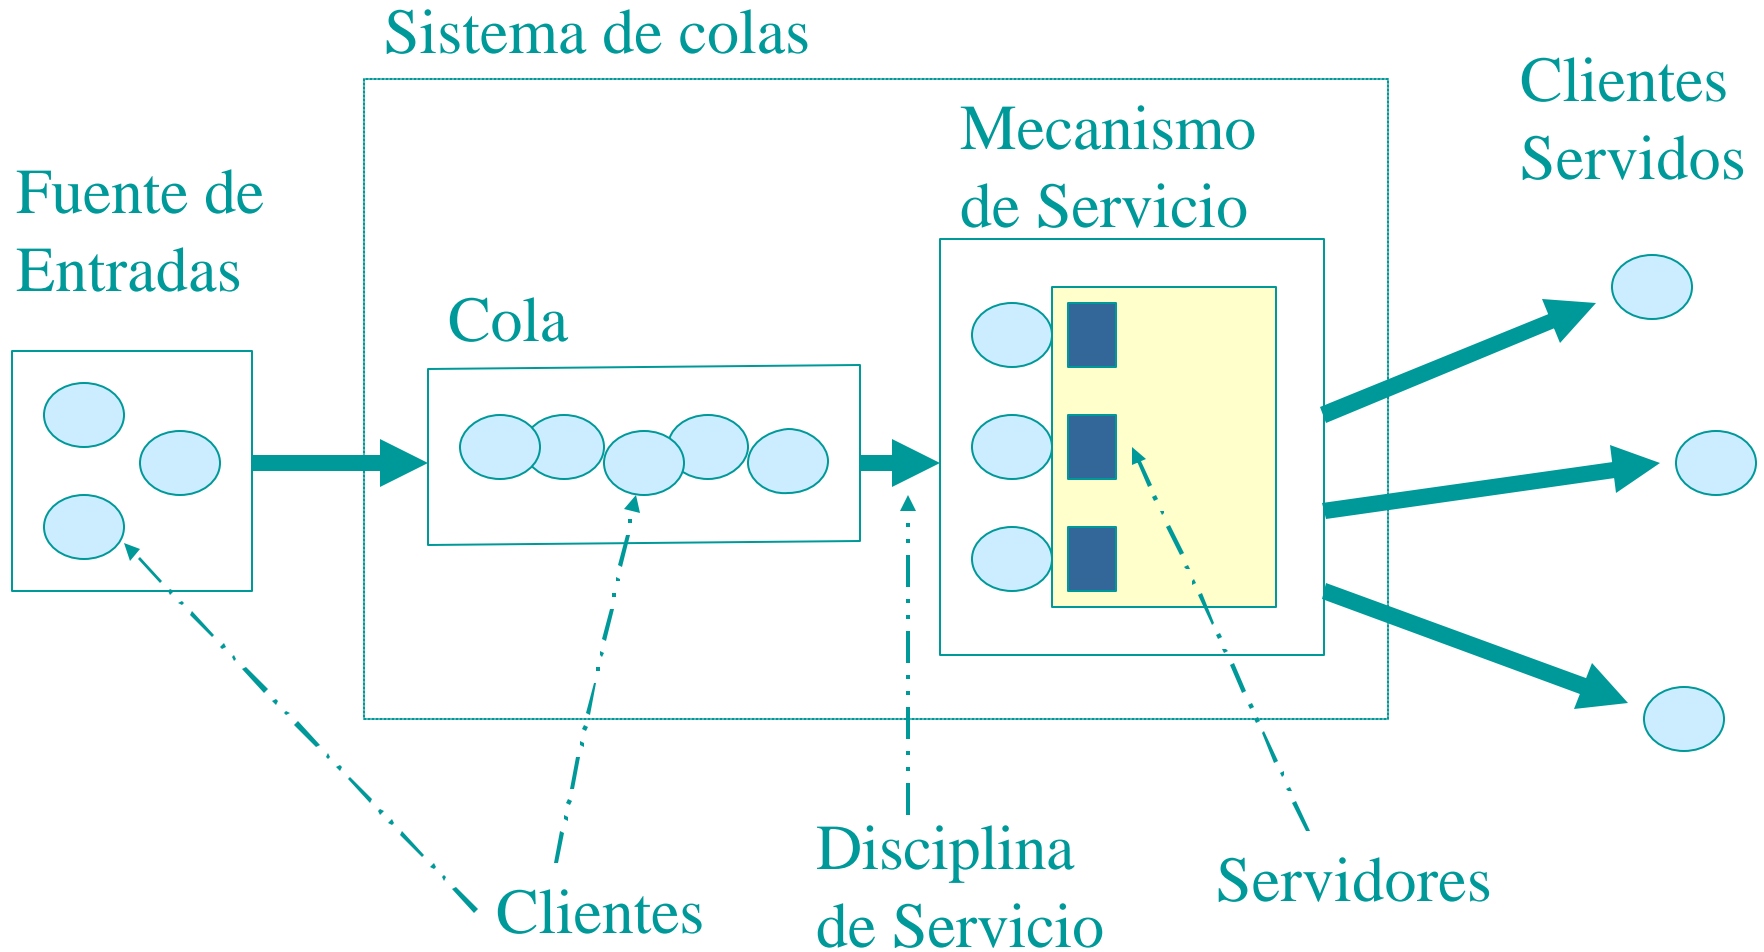 Sistema de colas
Clientes
Servidos
Mecanismo
de Servicio
Fuente de
Entradas
Cola
Disciplina
de Servicio
Servidores
Clientes